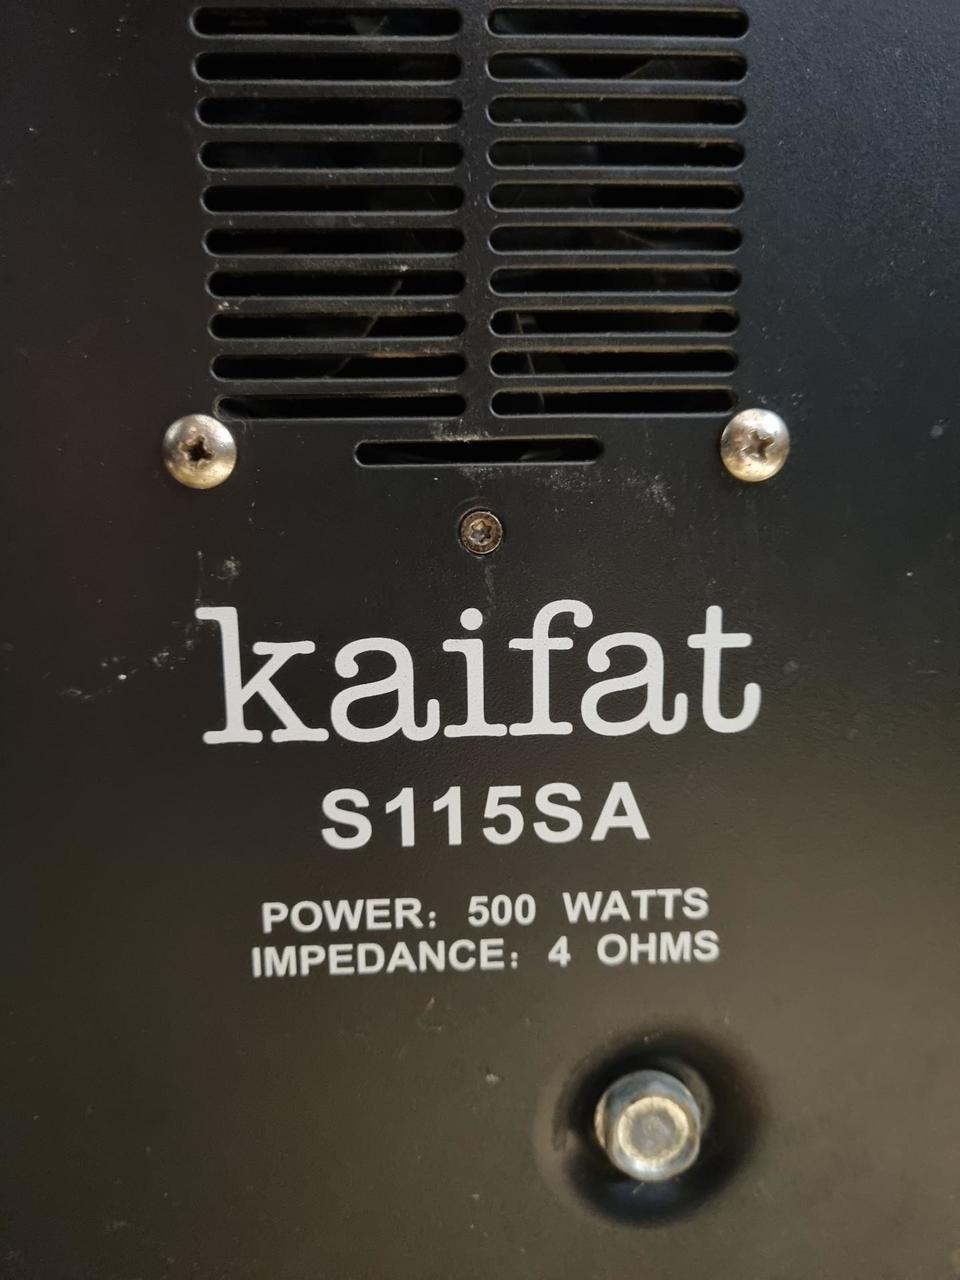 kaifat
S115SA
POWER: 500 WATTS
IMPEDANCE: 4 OHMS